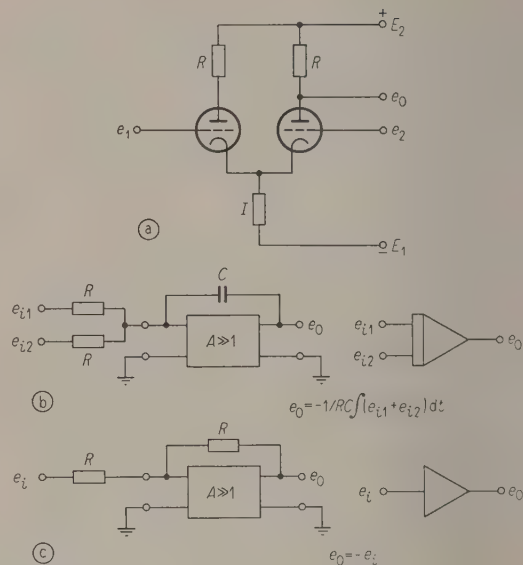 +
E₂
R
R
e₀
e₁
e₂
I
ⓐ
−
E₁
C
R
eᵢ₁
eᵢ₂
R
A≫1
e₀
eᵢ₁
eᵢ₂
e₀
ⓑ
e₀=-1/RC∫(eᵢ₁+eᵢ₂)dt
R
R
eᵢ
A≫1
e₀
eᵢ
e₀
ⓒ
e₀=-eᵢ